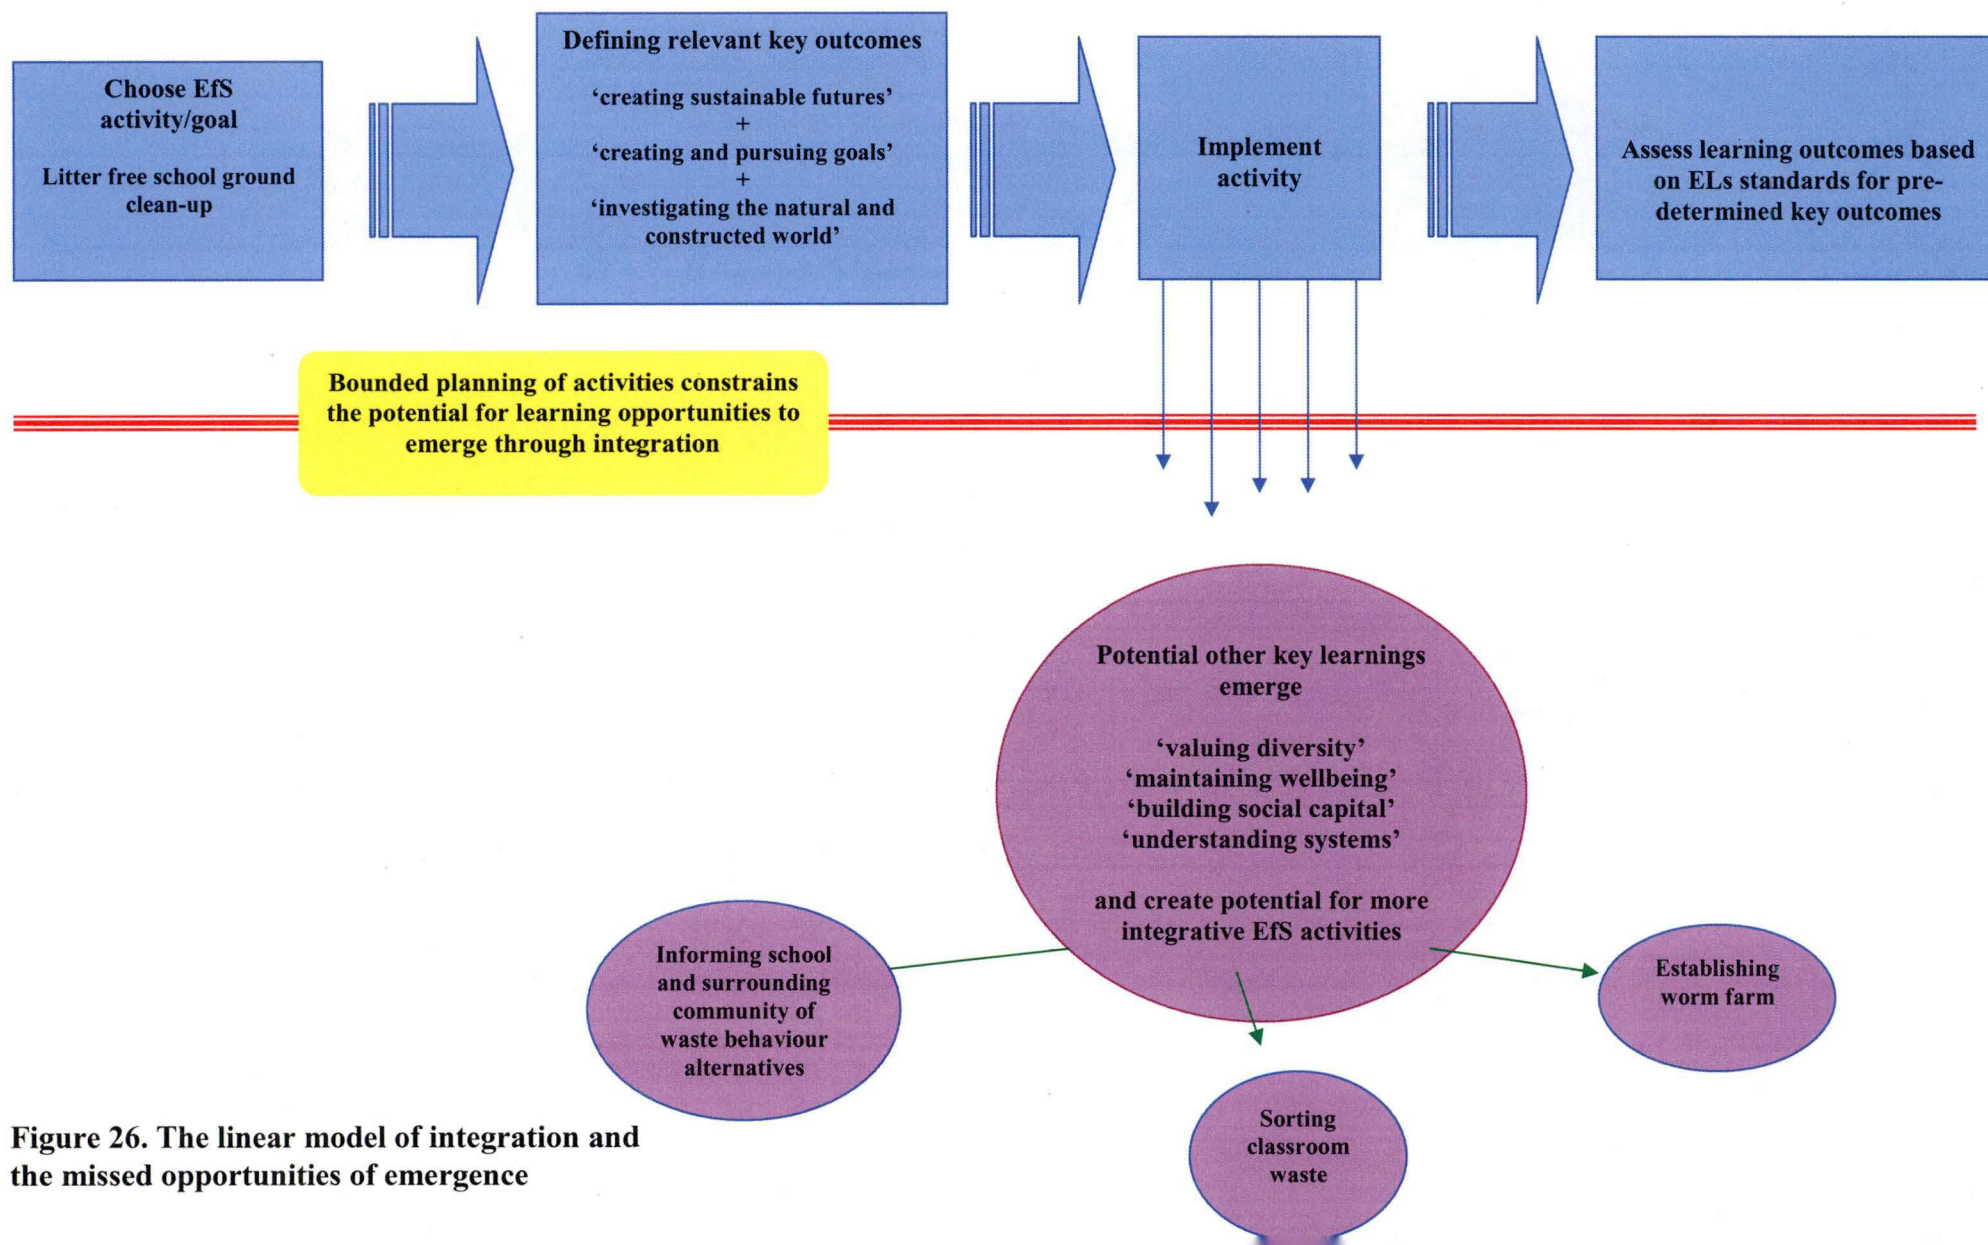 Choose EfS
activity/goal
Litter free school ground
clean-up
Defining relevant key outcomes
‘creating sustainable futures’
+
‘creating and pursuing goals’
+
‘investigating the natural and
constructed world’
Implement
activity
Assess learning outcomes based
on ELs standards for pre-
determined key outcomes
Bounded planning of activities constrains
the potential for learning opportunities to
emerge through integration
Potential other key learnings
emerge
‘valuing diversity’
‘maintaining wellbeing’
‘building social capital’
‘understanding systems’
and create potential for more
integrative EfS activities
Informing school
and surrounding
community of
waste behaviour
alternatives
Establishing
worm farm
Sorting
classroom
waste
Figure 26. The linear model of integration and
the missed opportunities of emergence